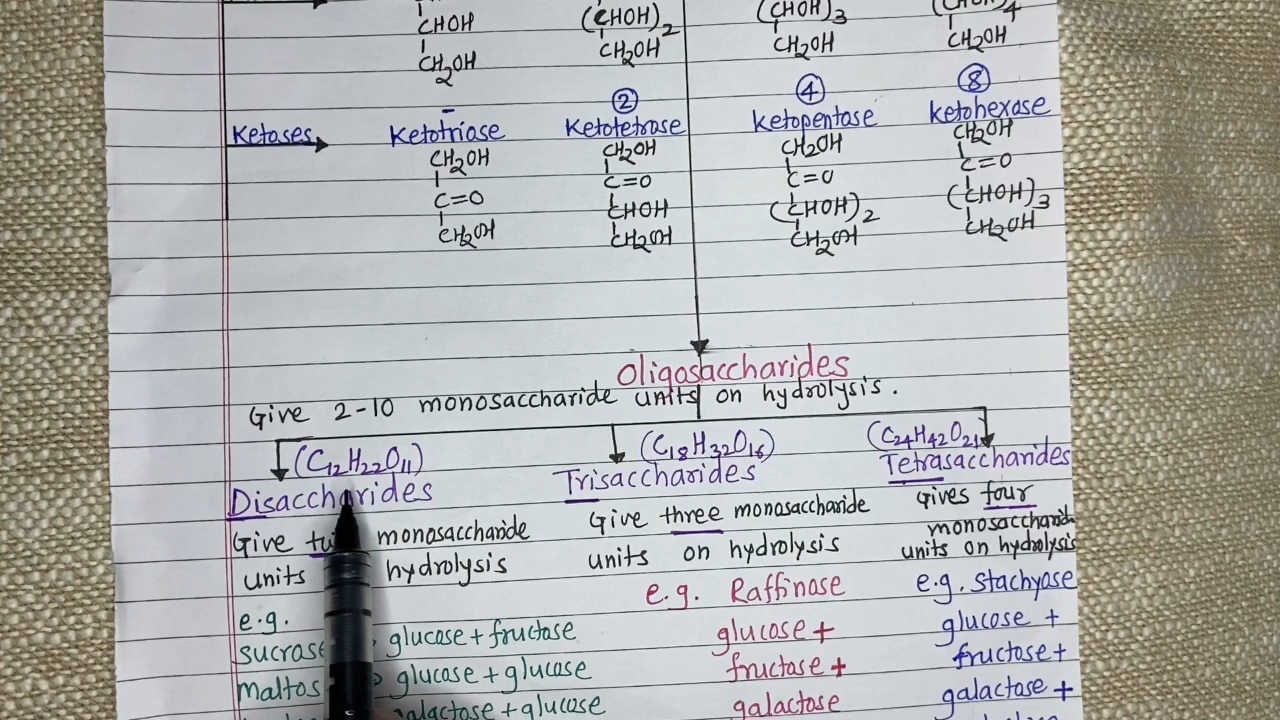 CHOH (CHOH)2 (CHOH)3
CH2OH CH2OH CH2OH CH2OH
② ④ ⑧
Ketoses Ketotriose Ketotetrose Ketopentose Ketohexose
CH2OH CH2OH CH2OH CH2OH
C=O C=O C=O C=O
CH2OH CHOH (CHOH)2 (CHOH)3
CH2OH CH2OH CH2OH
Oligosaccharides
Give 2-10 monosaccharide units on hydrolysis.
(C12H22O11) (C18H32O16) (C24H42O21)
Disaccharides Trisaccharides Tetrasaccharides
Give monosaccharide Give three monosaccharide Gives four
units hydrolysis units on hydrolysis monosaccharide
units on hydrolysis
e.g. e.g. Raffinose e.g. Stachyose
sucrose glucose + fructose glucose + glucose +
maltos glucose + glucose fructose + fructose +
galactose + glucose galactose galactose +